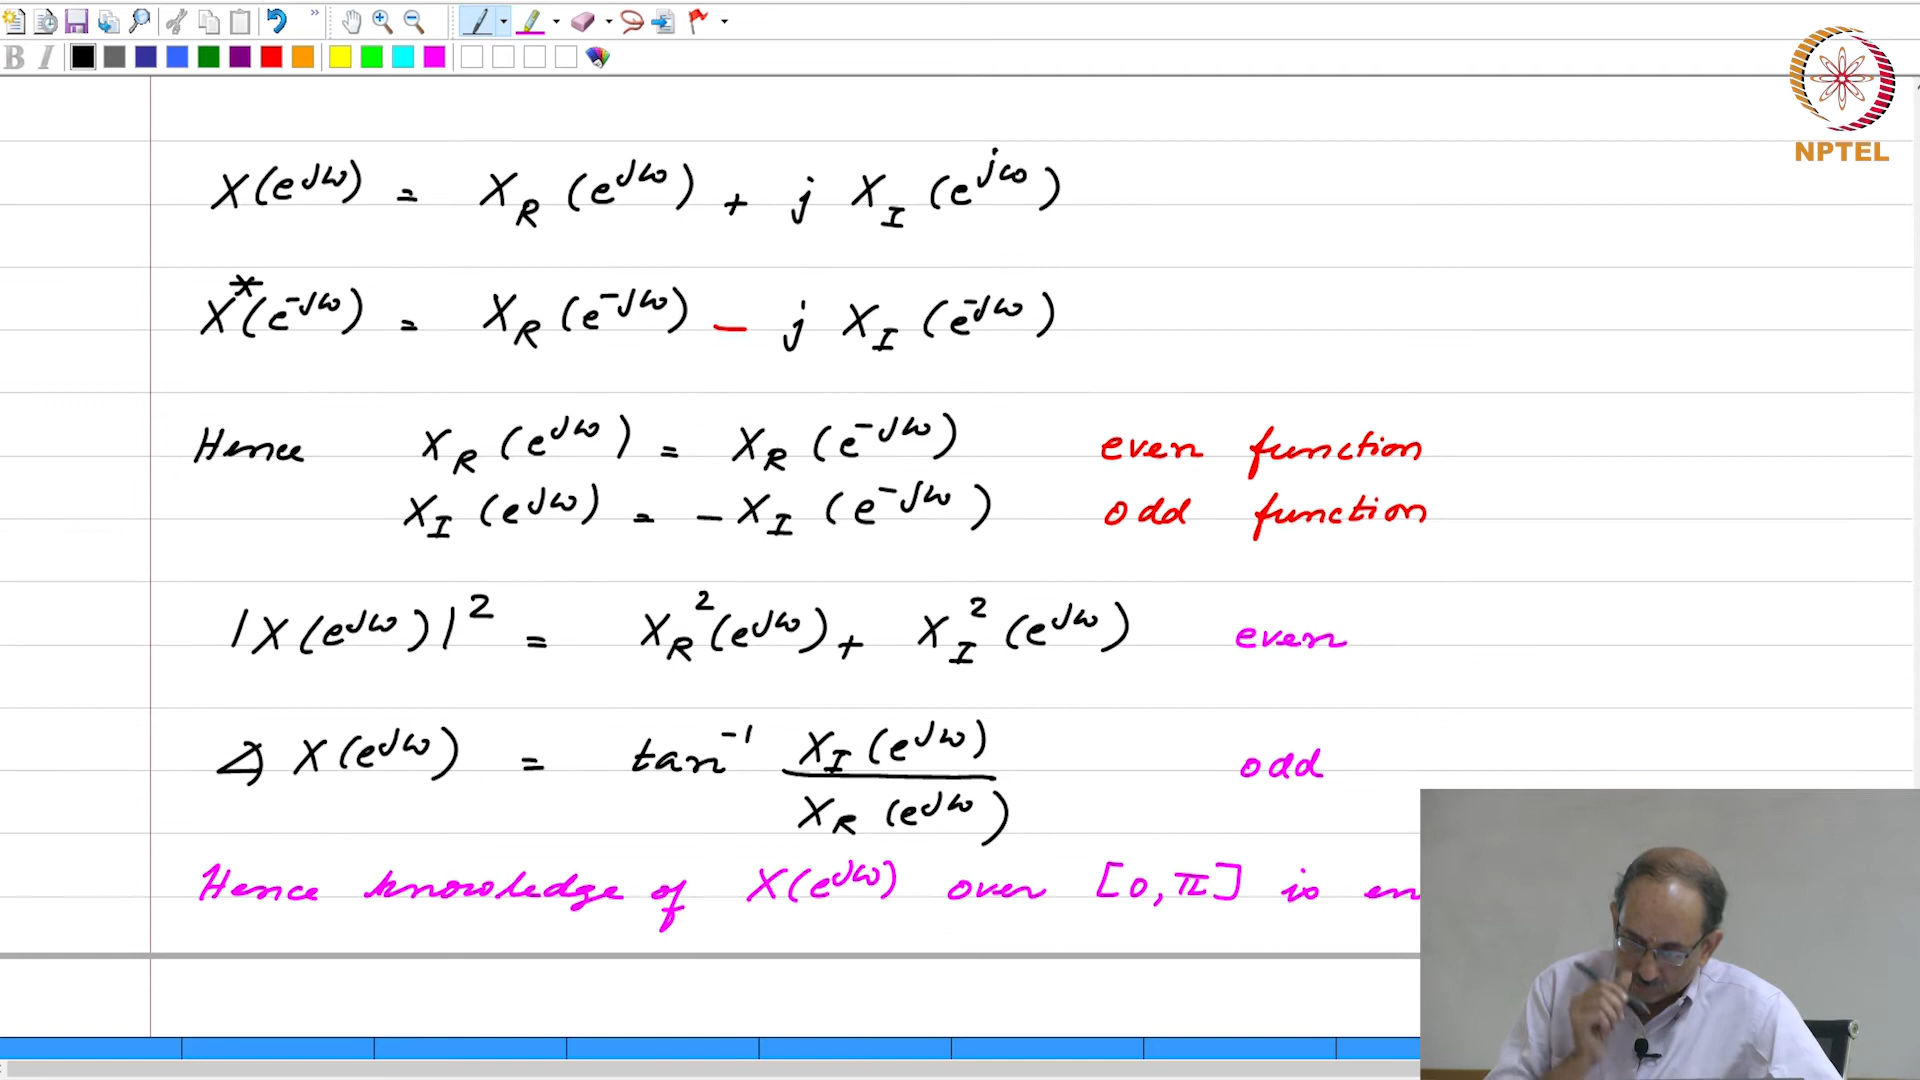 NPTEL
X(e^{jω}) = X_R(e^{jω}) + j X_I(e^{jω})
X^*(e^{-jω}) = X_R(e^{-jω}) - j X_I(e^{-jω})
Hence X_R(e^{jω}) = X_R(e^{-jω}) even function
X_I(e^{jω}) = -X_I(e^{-jω}) odd function
|X(e^{jω})|^2 = X_R^2(e^{jω}) + X_I^2(e^{jω}) even
∡ X(e^{jω}) = tan^{-1} X_I(e^{jω}) / X_R(e^{jω}) odd
Hence knowledge of X(e^{jω}) over [0, π] is en